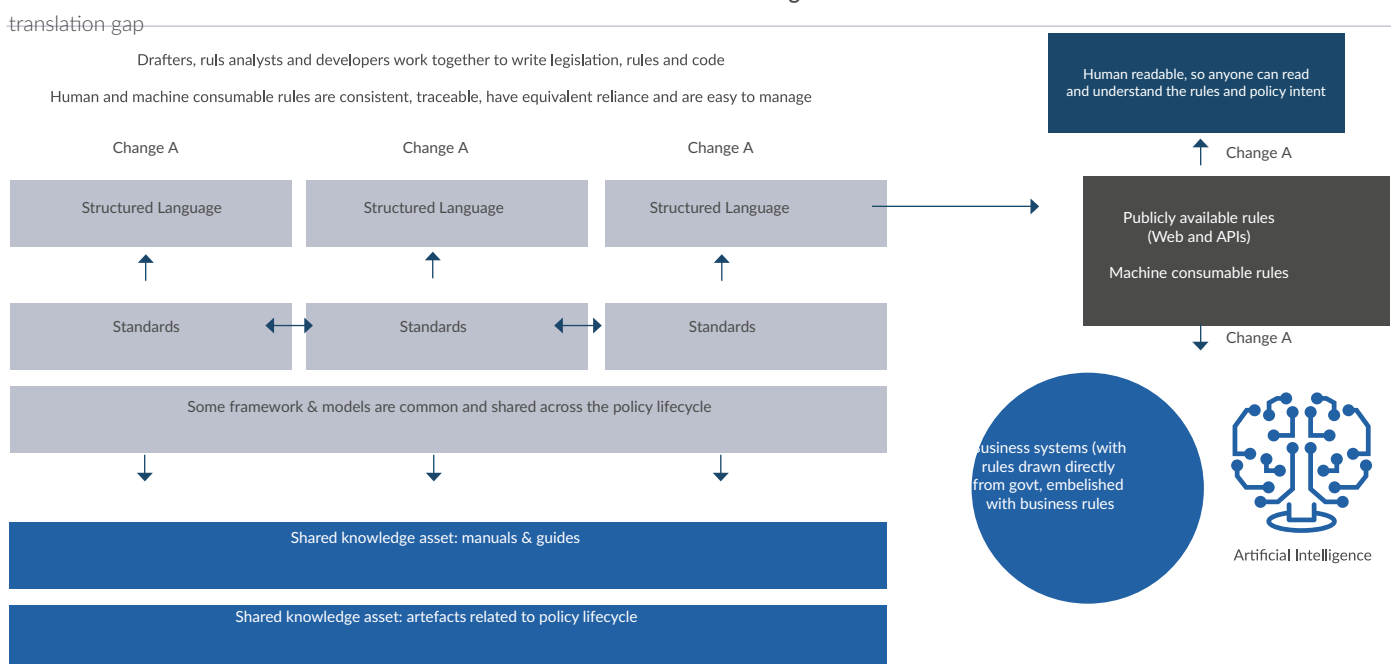 translation gap
Drafters, ruls analysts and developers work together to write legislation, rules and code
Human and machine consumable rules are consistent, traceable, have equivalent reliance and are easy to manage
Change A
Change A
Change A
Structured Language
Structured Language
Structured Language
Standards
Standards
Standards
Some framework & models are common and shared across the policy lifecycle
Shared knowledge asset: manuals & guides
Shared knowledge asset: artefacts related to policy lifecycle
Human readable, so anyone can read
and understand the rules and policy intent
Change A
Publicly available rules
(Web and APIs)
Machine consumable rules
Change A
usiness systems (with
rules drawn directly
from govt, embelished
with business rules
Artificial Intelligence